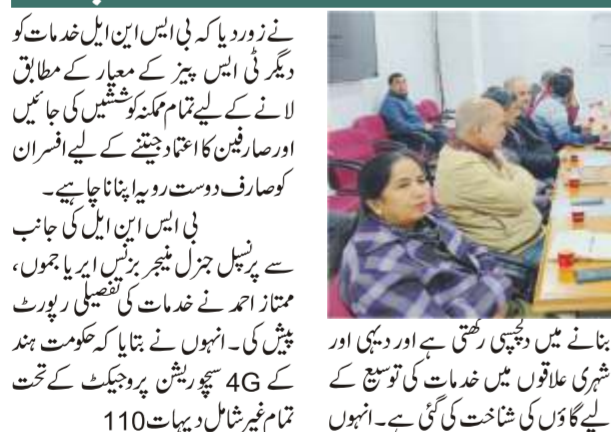 بنانے میں دلچسپی رکھتی ہے اور دیہی اور
شہری علاقوں میں خدمات کی توسیع کے
لیے گاؤں کی شناخت کی گئی ہے۔ انہوں
نے زور دیا کہ بی ایس این ایل خدمات کو
دیگر ٹی ایس پیز کے معیار کے مطابق
لانے کے لیے تمام ممکنہ کوششیں کی جائیں
اور صارفین کا اعتماد جیتنے کے لیے افسران
کو صارف دوست رویہ اپنانا چاہیے۔
بی ایس این ایل کی جانب
سے پرنسپل جنرل منیجر بزنس ایریا جموں،
ممتاز احمد نے خدمات کی تفصیلی رپورٹ
پیش کی۔ انہوں نے بتایا کہ حکومت ہند
کے 4G سیچوریشن پروجیکٹ کے تحت
تمام غیر شامل دیہات 110